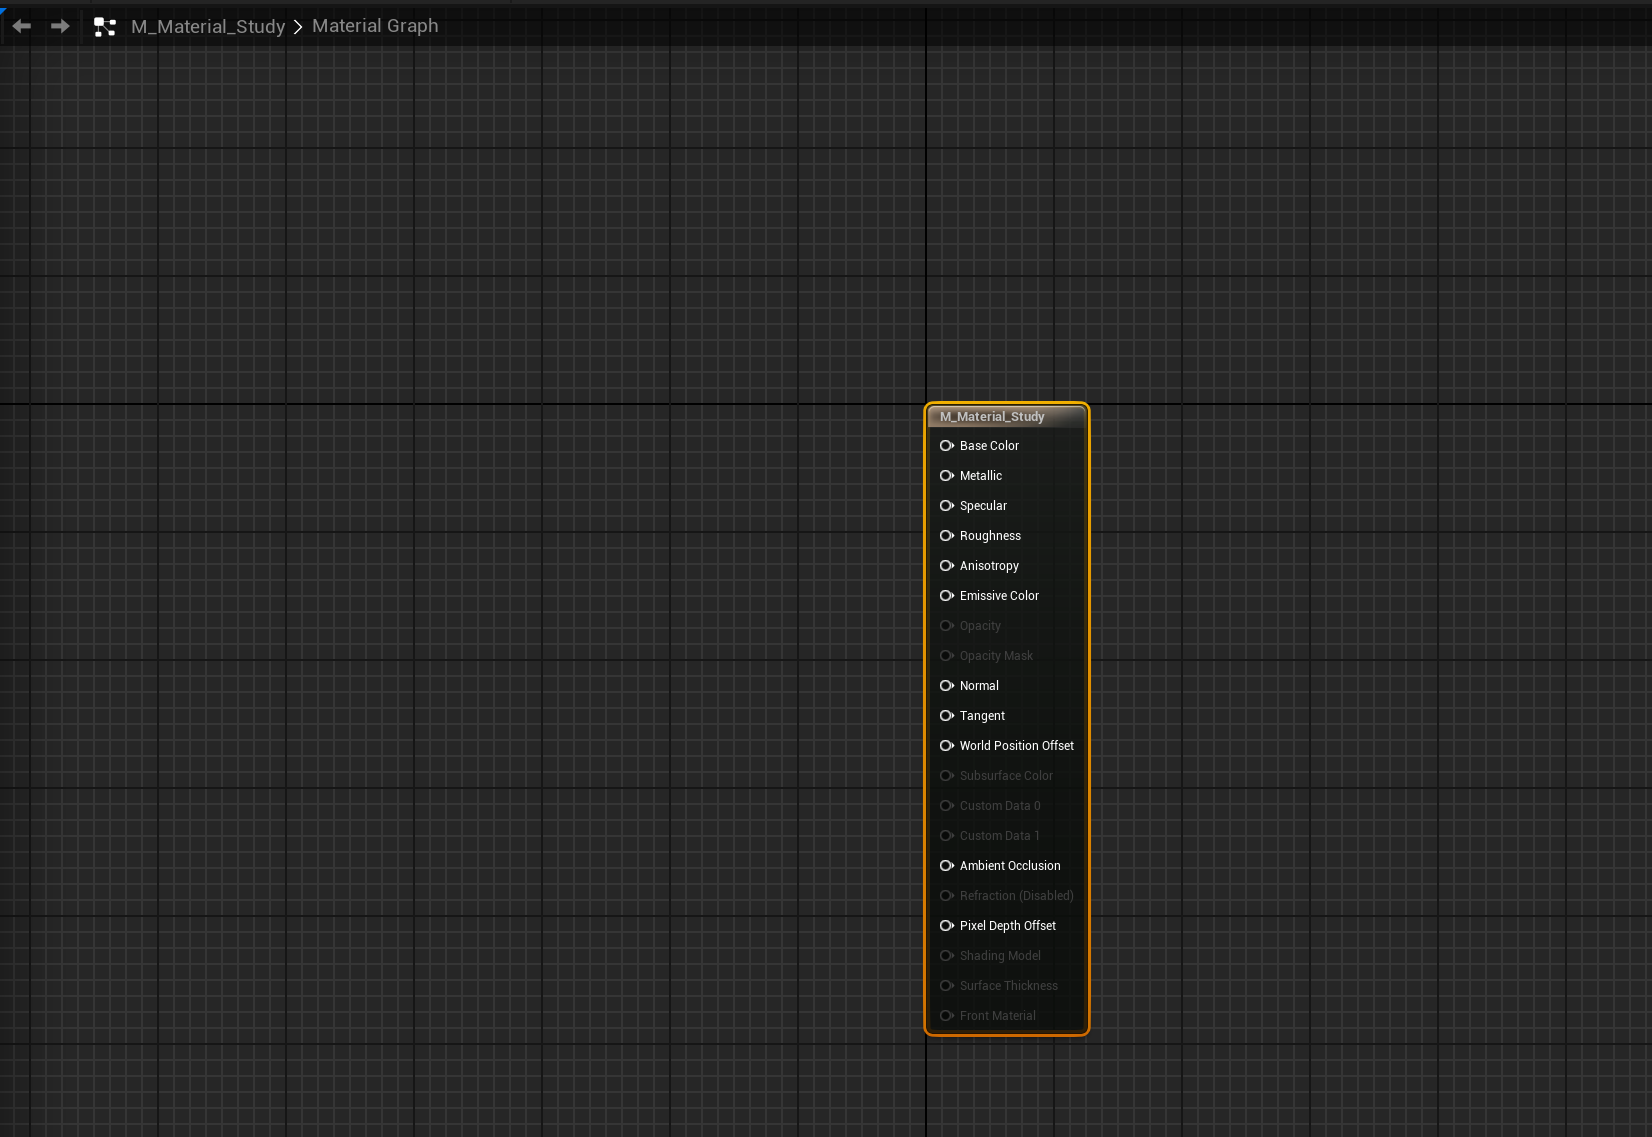 M_Material_Study > Material Graph
M_Material_Study
Base Color
Metallic
Specular
Roughness
Anisotropy
Emissive Color
Opacity
Opacity Mask
Normal
Tangent
World Position Offset
Subsurface Color
Custom Data 0
Custom Data 1
Ambient Occlusion
Refraction (Disabled)
Pixel Depth Offset
Shading Model
Surface Thickness
Front Material